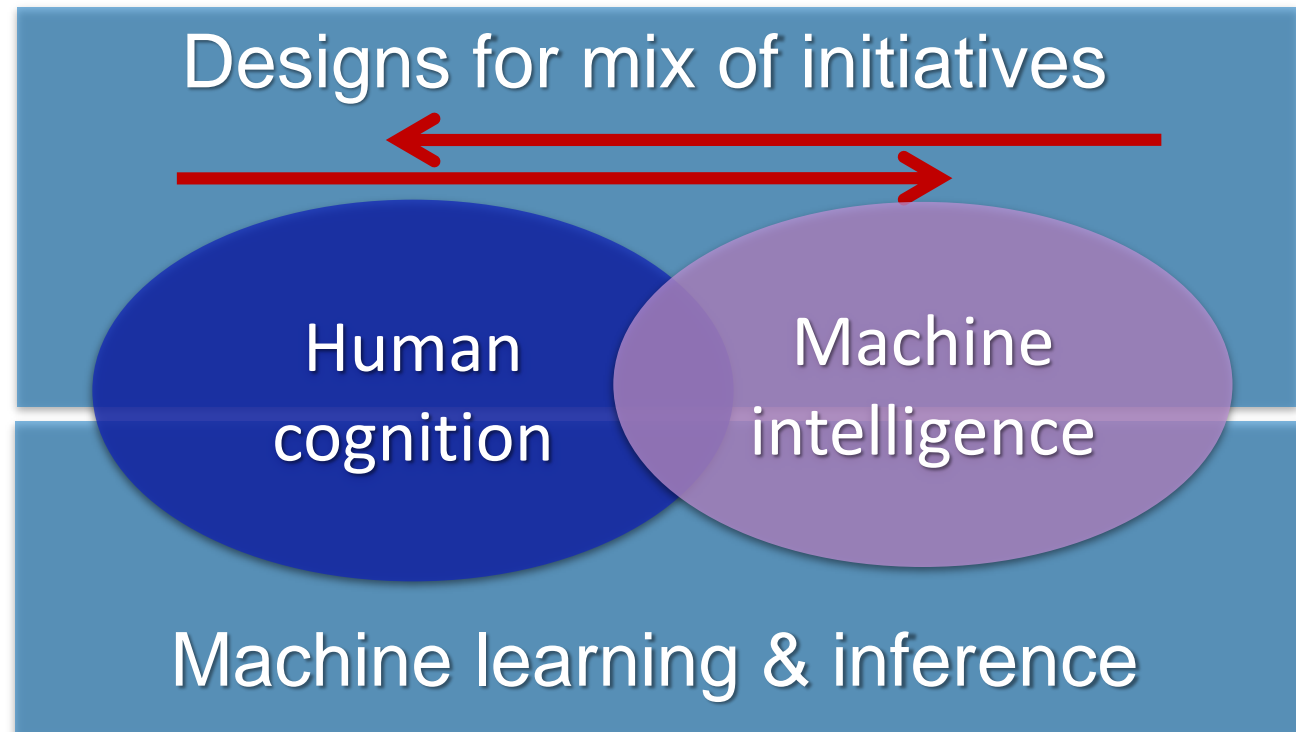 Designs for mix of initiatives
Human
cognition
Machine
intelligence
Machine learning & inference